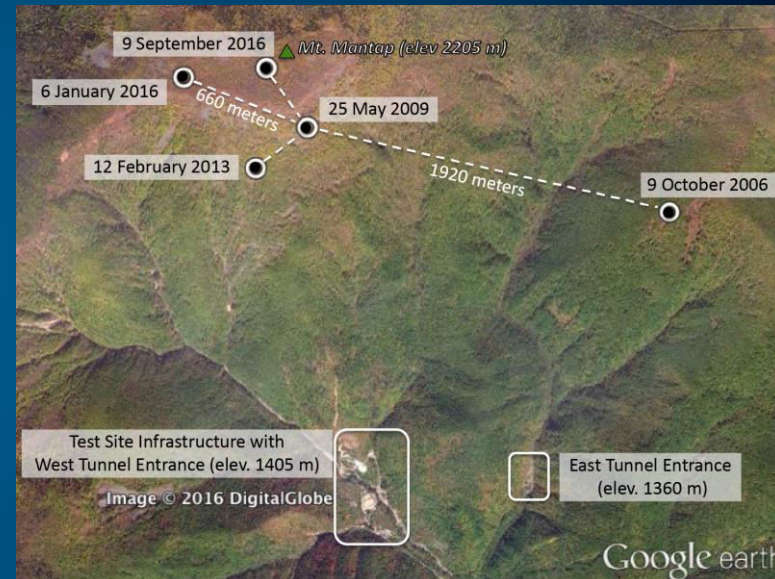 9 September 2016
Mt. Mantap (elev 2205 m)
6 January 2016
660 meters
25 May 2009
12 February 2013
1920 meters
9 October 2006
Test Site Infrastructure with
West Tunnel Entrance (elev. 1405 m)
East Tunnel Entrance
(elev. 1360 m)
Image © 2016 DigitalGlobe
Google earth